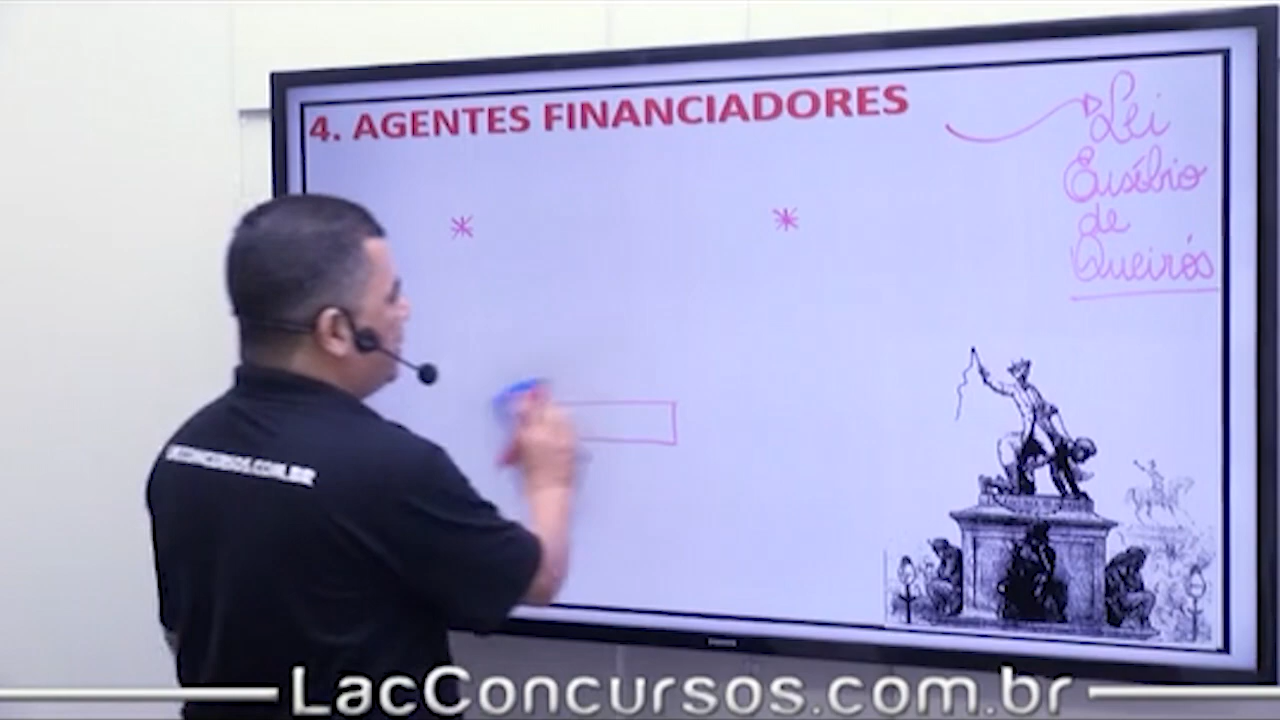 4. AGENTES FINANCIADORES
Lei
Eusébio
de
Queirós
LacConcursos.com.br